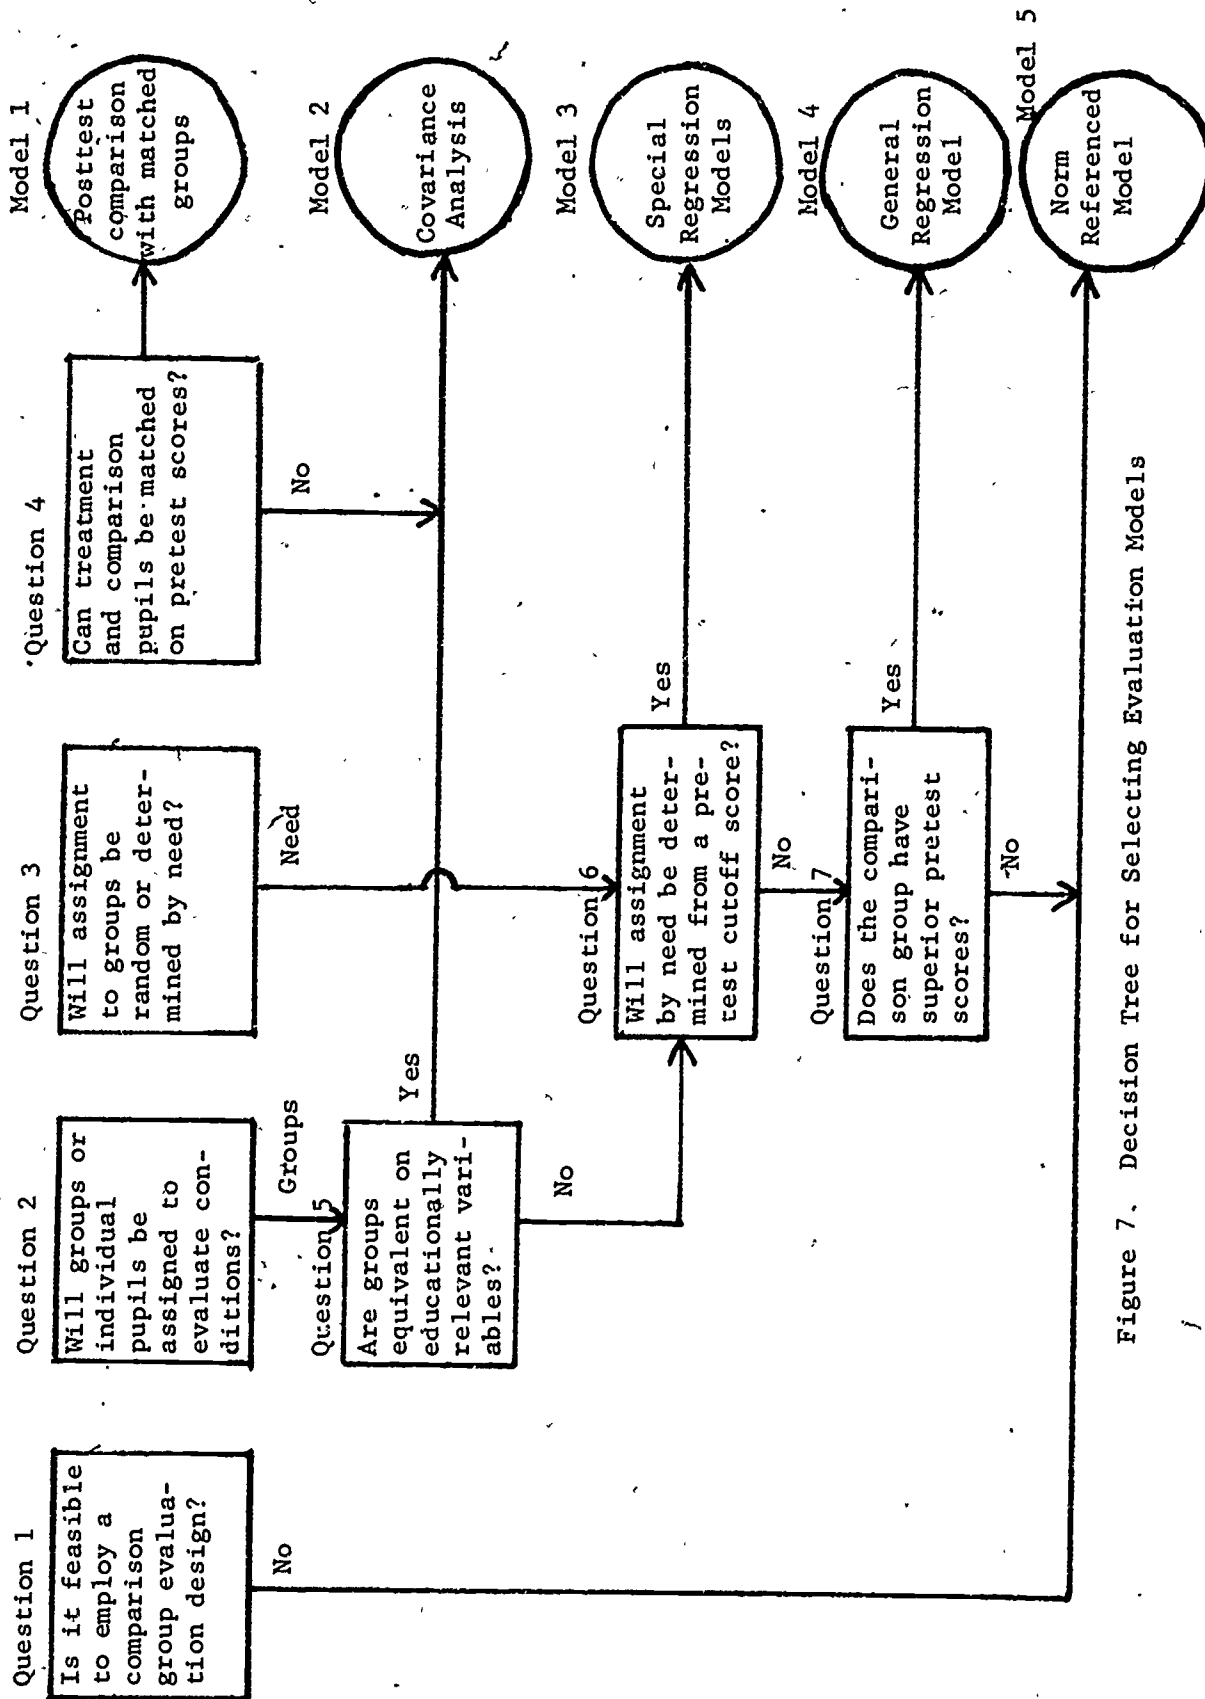 Question 1
Is it feasible
to employ a
comparison
group evalua-
tion design?
No
Question 2
Will groups or
individual
pupils be
assigned to
evaluate con-
ditions?
Groups
Question 5
Are groups
equivalent on
educationally
relevant vari-
ables?
Yes
No
Question 3
Will assignment
to groups be
random or deter-
mined by need?
Need
Question 6
Will assignment
by need be deter-
mined from a pre-
test cutoff score?
Yes
No
Question 7
Does the compari-
son group have
superior pretest
scores?
Yes
No
Question 4
Can treatment
and comparison
pupils be matched
on pretest scores?
No
Model 1
Posttest
comparison
with matched
groups
Model 2
Covariance
Analysis
Model 3
Special
Regression
Models
Model 4
General
Regression
Model
Model 5
Norm
Referenced
Model
Figure 7. Decision Tree for Selecting Evaluation Models